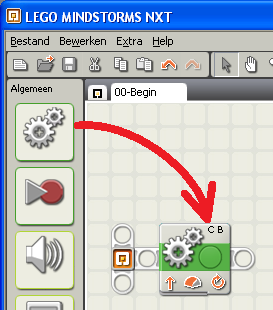 LEGO MINDSTORMS NXT
Bestand Bewerken Extra Help
Algemeen
00-Begin
C B